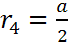 r₄ = a/2